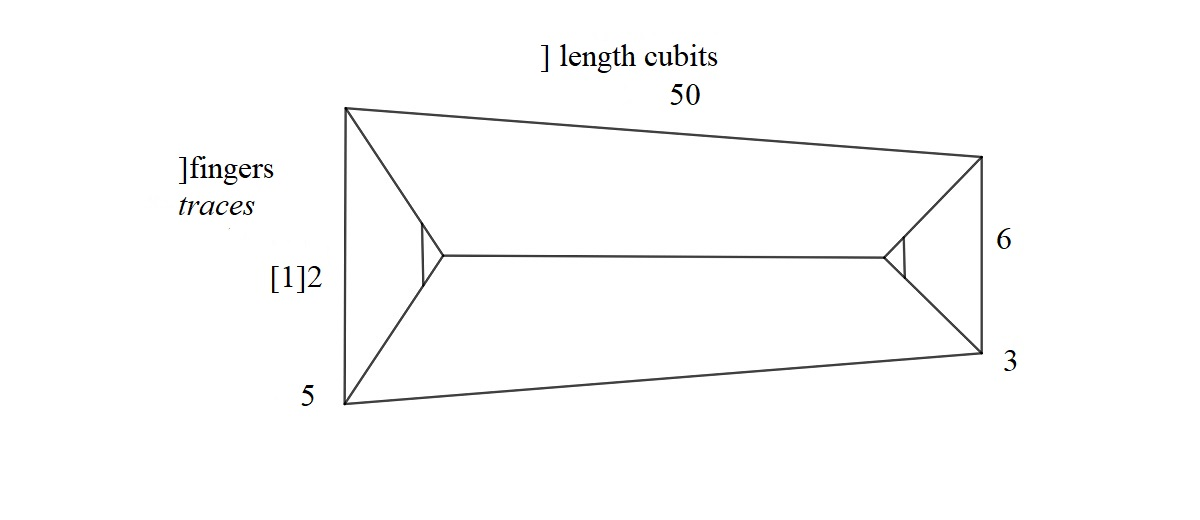 ] length cubits
50
]fingers
traces
6
[1]2
3
5